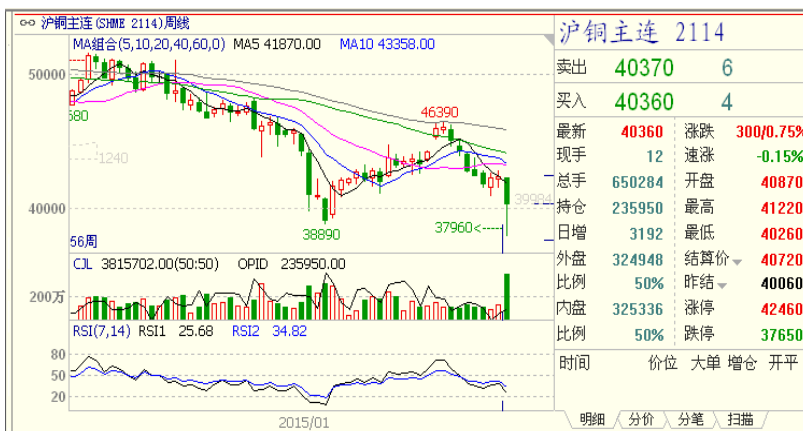 沪铜主连(SHME 2114)周线
MA组合(5,10,20,40,60,0) MA5 41870.00 MA10 43358.00
50000
680
46390
1240
39984
40000
38890
37960<
56周
CJL 3815702.00(50:50) OPID 235950.00
200万
RSI(7,14) RSI1 25.68 RSI2 34.82
80
50
20
2015/01
沪铜主连 2114
卖出 40370 6
买入 40360 4
最新 40360 涨跌 300/0.75%
现手 12 速涨 -0.15%
总手 650284 开盘 40870
持仓 235950 最高 41220
日增 3192 最低 40260
外盘 324948 结算价 40720
比例 50% 昨结 40060
内盘 325336 涨停 42460
比例 50% 跌停 37650
时间 价位 大单 增仓 开平
明细 分价 分笔 扫描